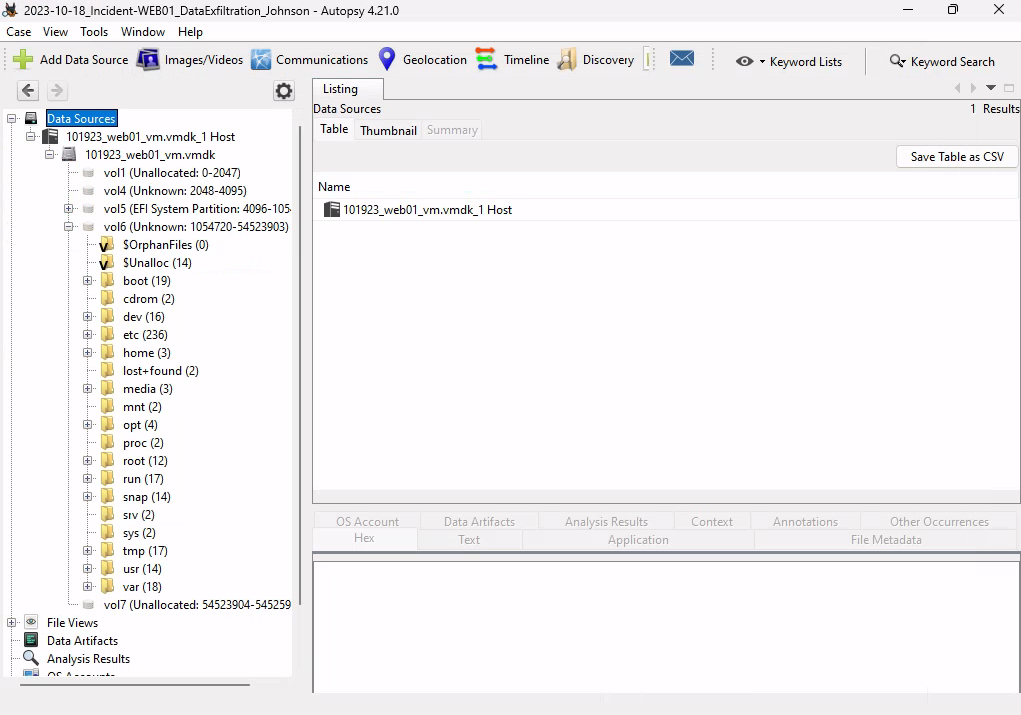 2023-10-18_Incident-WEB01_DataExfiltration_Johnson - Autopsy 4.21.0
Case View Tools Window Help
Add Data Source Images/Videos Communications Geolocation Timeline Discovery Keyword Lists Keyword Search
Data Sources
101923_web01_vm.vmdk_1 Host
101923_web01_vm.vmdk
vol1 (Unallocated: 0-2047)
vol4 (Unknown: 2048-4095)
vol5 (EFI System Partition: 4096-105
vol6 (Unknown: 1054720-54523903)
$OrphanFiles (0)
$Unalloc (14)
boot (19)
cdrom (2)
dev (16)
etc (236)
home (3)
lost+found (2)
media (3)
mnt (2)
opt (4)
proc (2)
root (12)
run (17)
snap (14)
srv (2)
sys (2)
tmp (17)
usr (14)
var (18)
vol7 (Unallocated: 54523904-545259
File Views
Data Artifacts
Analysis Results
OS Accounts
Listing
Data Sources
1 Results
Table Thumbnail Summary
Save Table as CSV
Name
101923_web01_vm.vmdk_1 Host
OS Account Data Artifacts Analysis Results Context Annotations Other Occurrences
Hex Text Application File Metadata